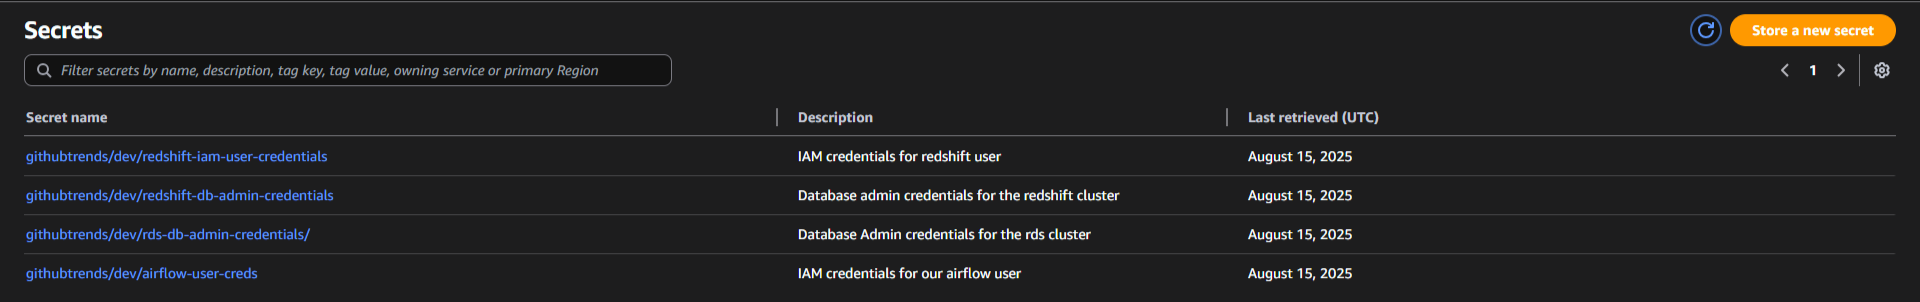 Secrets
Store a new secret
Filter secrets by name, description, tag key, tag value, owning service or primary Region
1
Secret name Description Last retrieved (UTC)
githubtrends/dev/redshift-iam-user-credentials IAM credentials for redshift user August 15, 2025
githubtrends/dev/redshift-db-admin-credentials Database admin credentials for the redshift cluster August 15, 2025
githubtrends/dev/rds-db-admin-credentials/ Database Admin credentials for the rds cluster August 15, 2025
githubtrends/dev/airflow-user-creds IAM credentials for our airflow user August 15, 2025